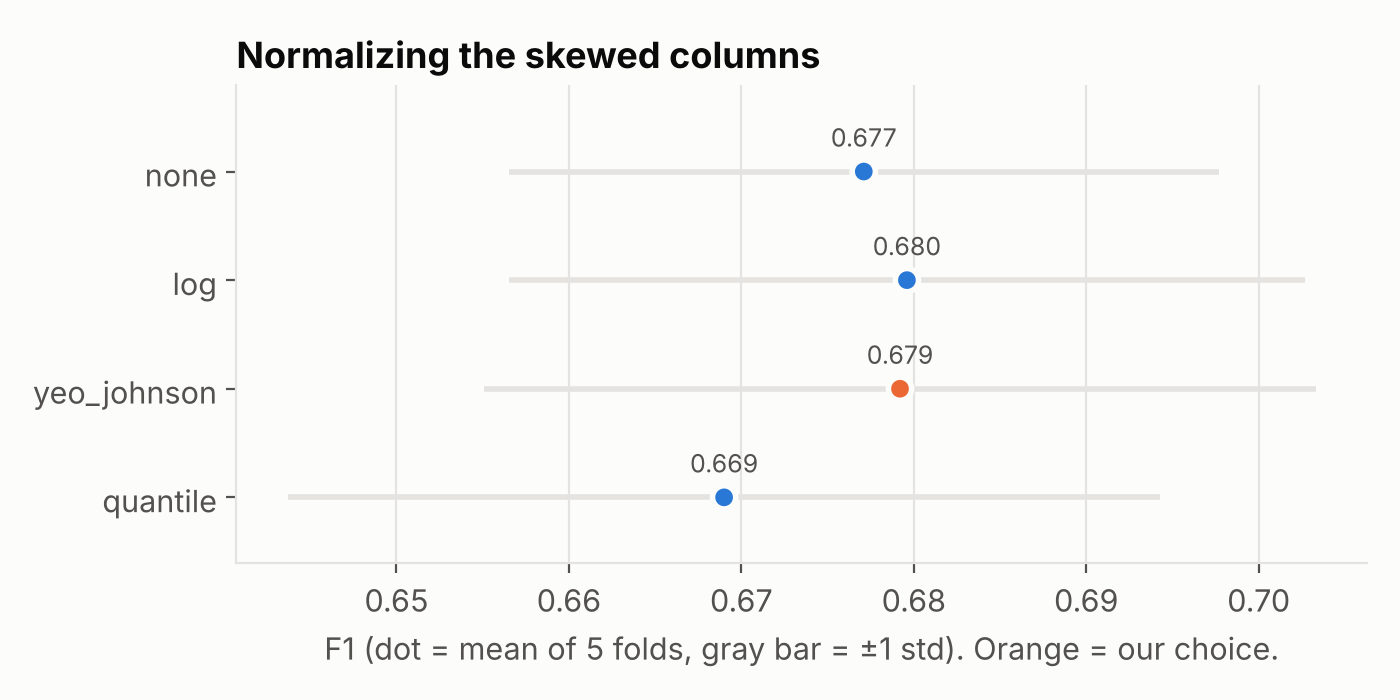 Normalizing the skewed columns
0.677
none
0.680
log
0.679
yeo_johnson
0.669
quantile
0.65 0.66 0.67 0.68 0.69 0.70
F1 (dot = mean of 5 folds, gray bar = ±1 std). Orange = our choice.